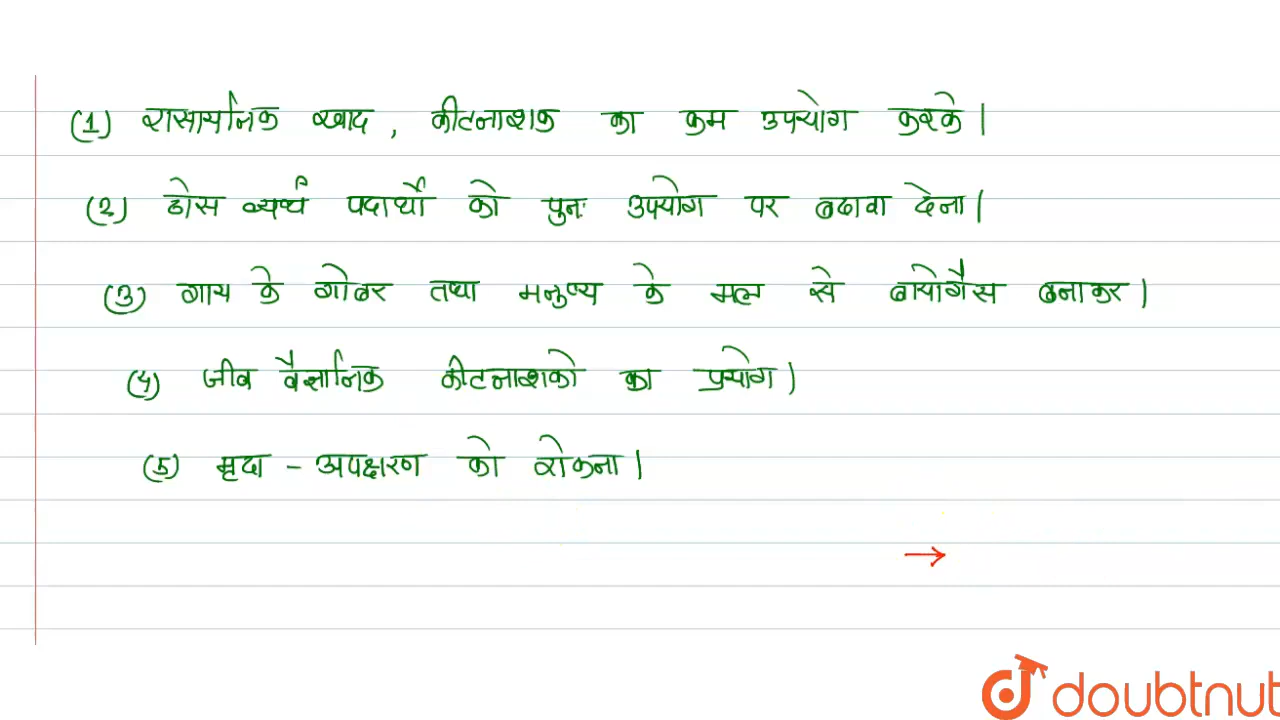 (1) रासायनिक खाद, कीटनाशक का कम उपयोग करके।
(2) ठोस व्यर्थ पदार्थो को पुनः उपयोग पर बढावा देना।
(3) गाय के गोबर तथा मनुष्य के मल से बायोगैस बनाकर।
(4) जीव वैज्ञानिक कीटनाशको का प्रयोग।
(5) मृदा - अपक्षरण को रोकना।
→
doubtnut